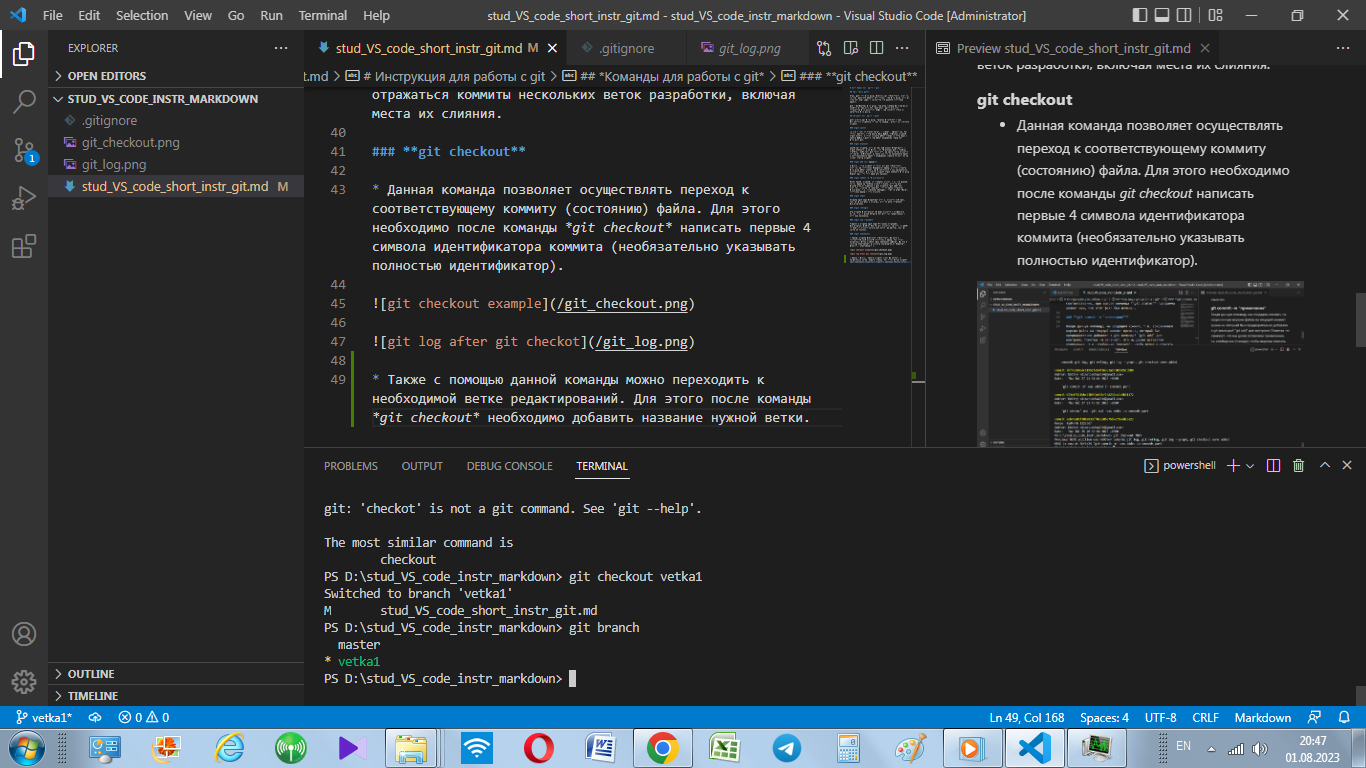 File Edit Selection View Go Run Terminal Help
stud_VS_code_short_instr_git.md - stud_VS_code_instr_markdown - Visual Studio Code [Administrator]
EXPLORER
OPEN EDITORS
STUD_VS_CODE_INSTR_MARKDOWN
.gitignore
git_checkout.png
git_log.png
stud_VS_code_short_instr_git.md M
OUTLINE
TIMELINE
1
stud_VS_code_short_instr_git.md M
.gitignore
git_log.png
t.md > # Инструкция для работы с git > ## *Команды для работы с git* > ### **git checkout**
отражаться коммиты нескольких веток разработки, включая
места их слияния.
40
41 ### **git checkout**
42
43 * Данная команда позволяет осуществлять переход к
соответствующему коммиту (состоянию) файла. Для этого
необходимо после команды *git checkout* написать первые 4
символа идентификатора коммита (необязательно указывать
полностью идентификатор).
44
45 ![git checkout example](/git_checkout.png)
46
47 ![git log after git checkot](/git_log.png)
48
49 * Также с помощью данной команды можно переходить к
необходимой ветке редактирований. Для этого после команды
*git checkout* необходимо добавить название нужной ветки.
Preview stud_VS_code_short_instr_git.md
веток разработки, включая места их слияния.
git checkout
• Данная команда позволяет осуществлять
переход к соответствующему коммиту
(состоянию) файла. Для этого необходимо
после команды git checkout написать
первые 4 символа идентификатора
коммита (необязательно указывать
полностью идентификатор).
PROBLEMS OUTPUT DEBUG CONSOLE TERMINAL
powershell
git: 'checkot' is not a git command. See 'git --help'.
The most similar command is
checkout
PS D:\stud_VS_code_instr_markdown> git checkout vetka1
Switched to branch 'vetka1'
M stud_VS_code_short_instr_git.md
PS D:\stud_VS_code_instr_markdown> git branch
master
* vetka1
PS D:\stud_VS_code_instr_markdown>
vetka1* 0 0
Ln 49, Col 168 Spaces: 4 UTF-8 CRLF Markdown
EN
20:47
01.08.2023